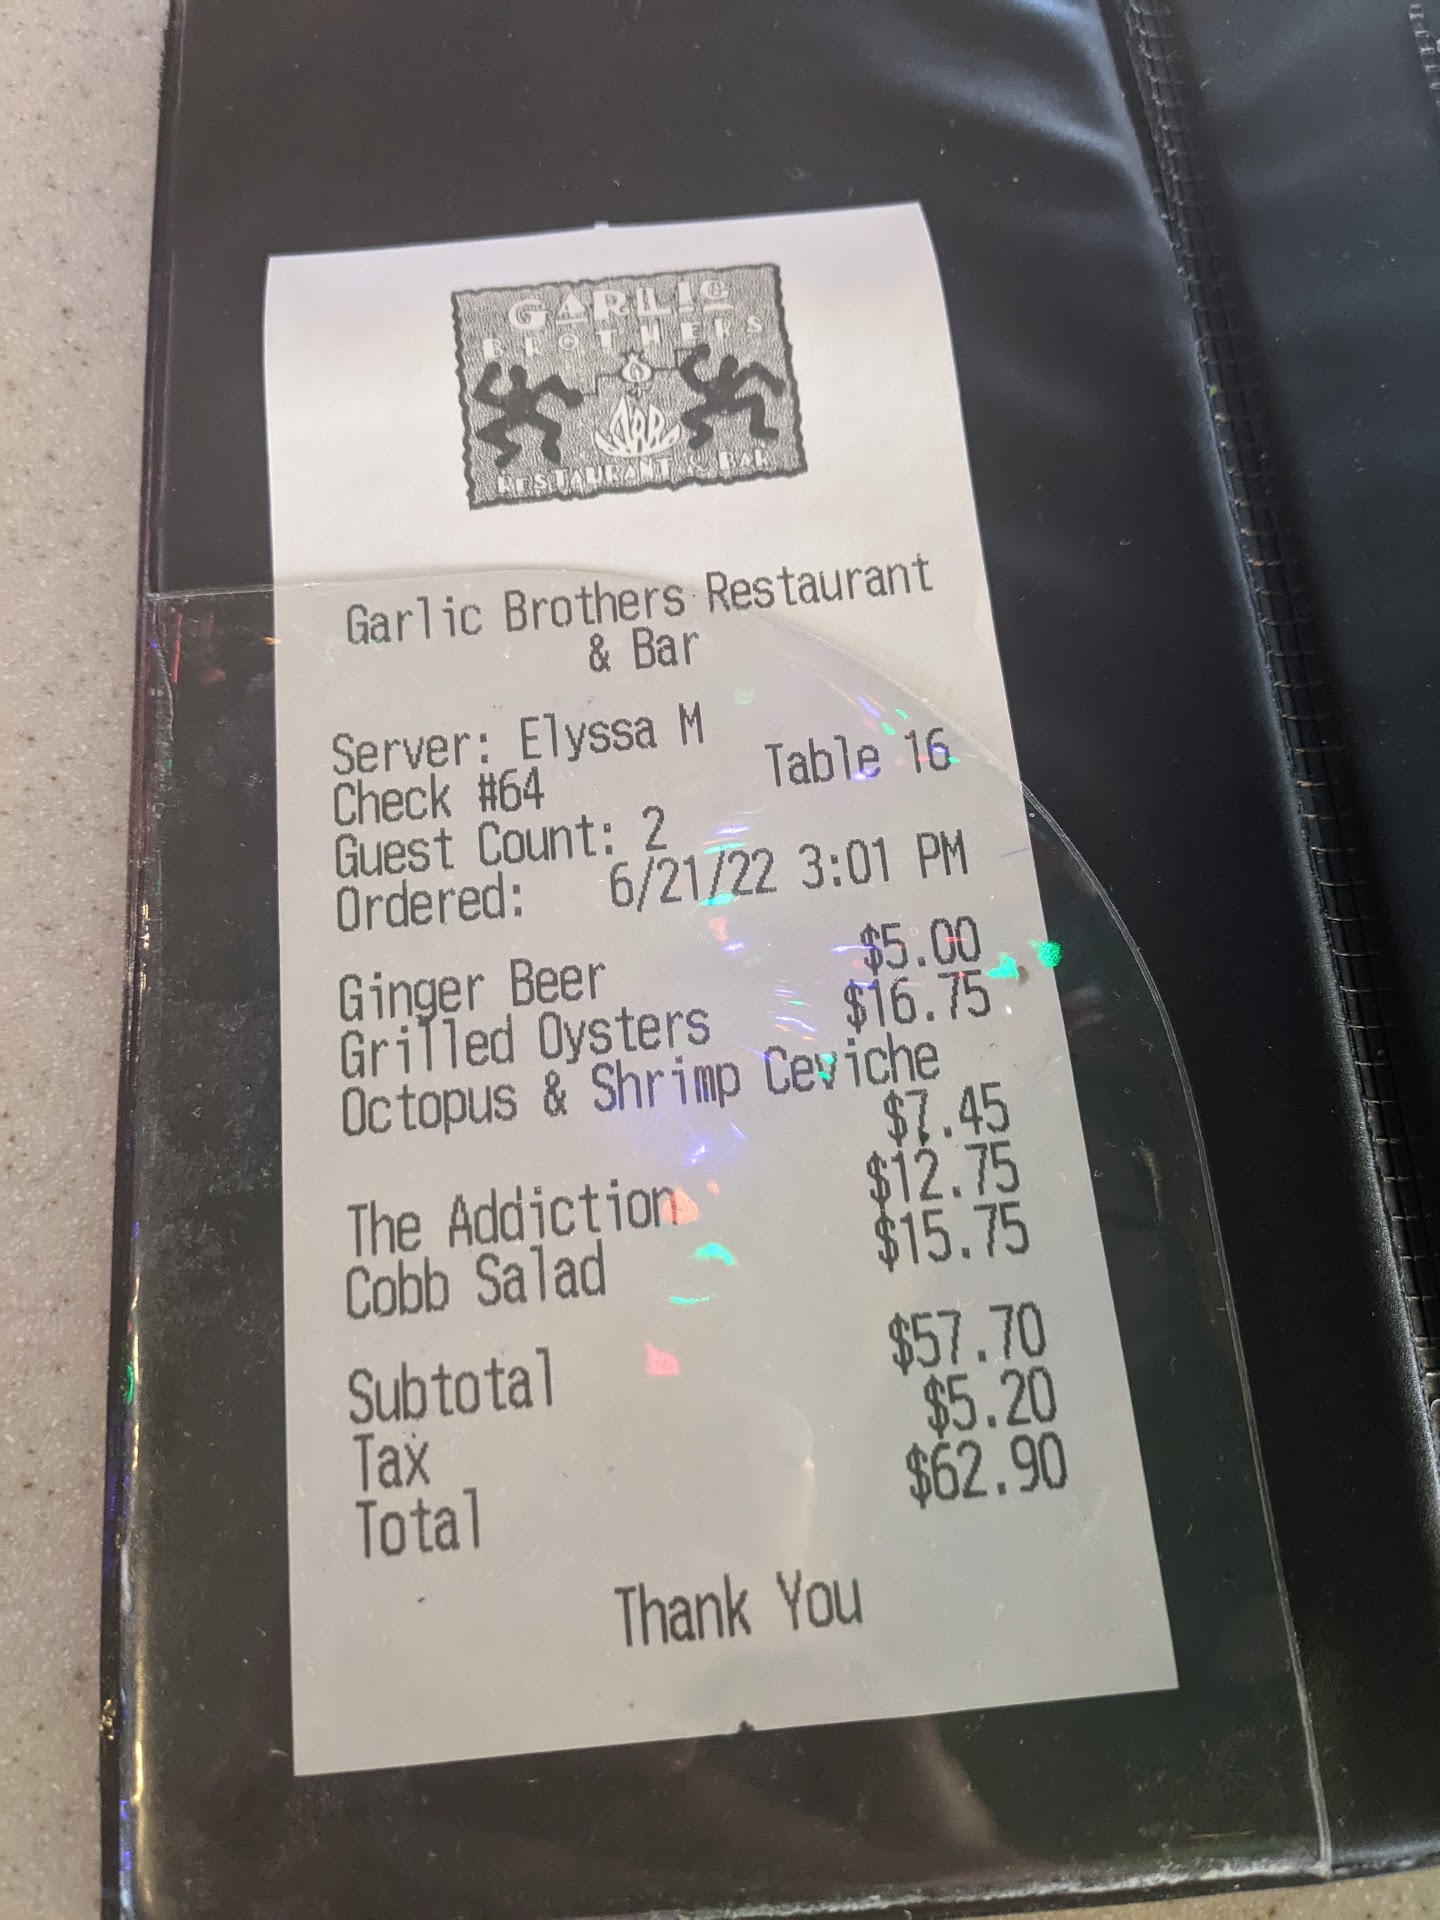 GARLIC
BROTHERS
RESTAURANT & BAR
Garlic Brothers Restaurant
& Bar
Server: Elyssa M
Check #64 Table 16
Guest Count: 2
Ordered: 6/21/22 3:01 PM
Ginger Beer $5.00
Grilled Oysters $16.75
Octopus & Shrimp Ceviche
$7.45
The Addiction $12.75
Cobb Salad $15.75
Subtotal $57.70
Tax $5.20
Total $62.90
Thank You